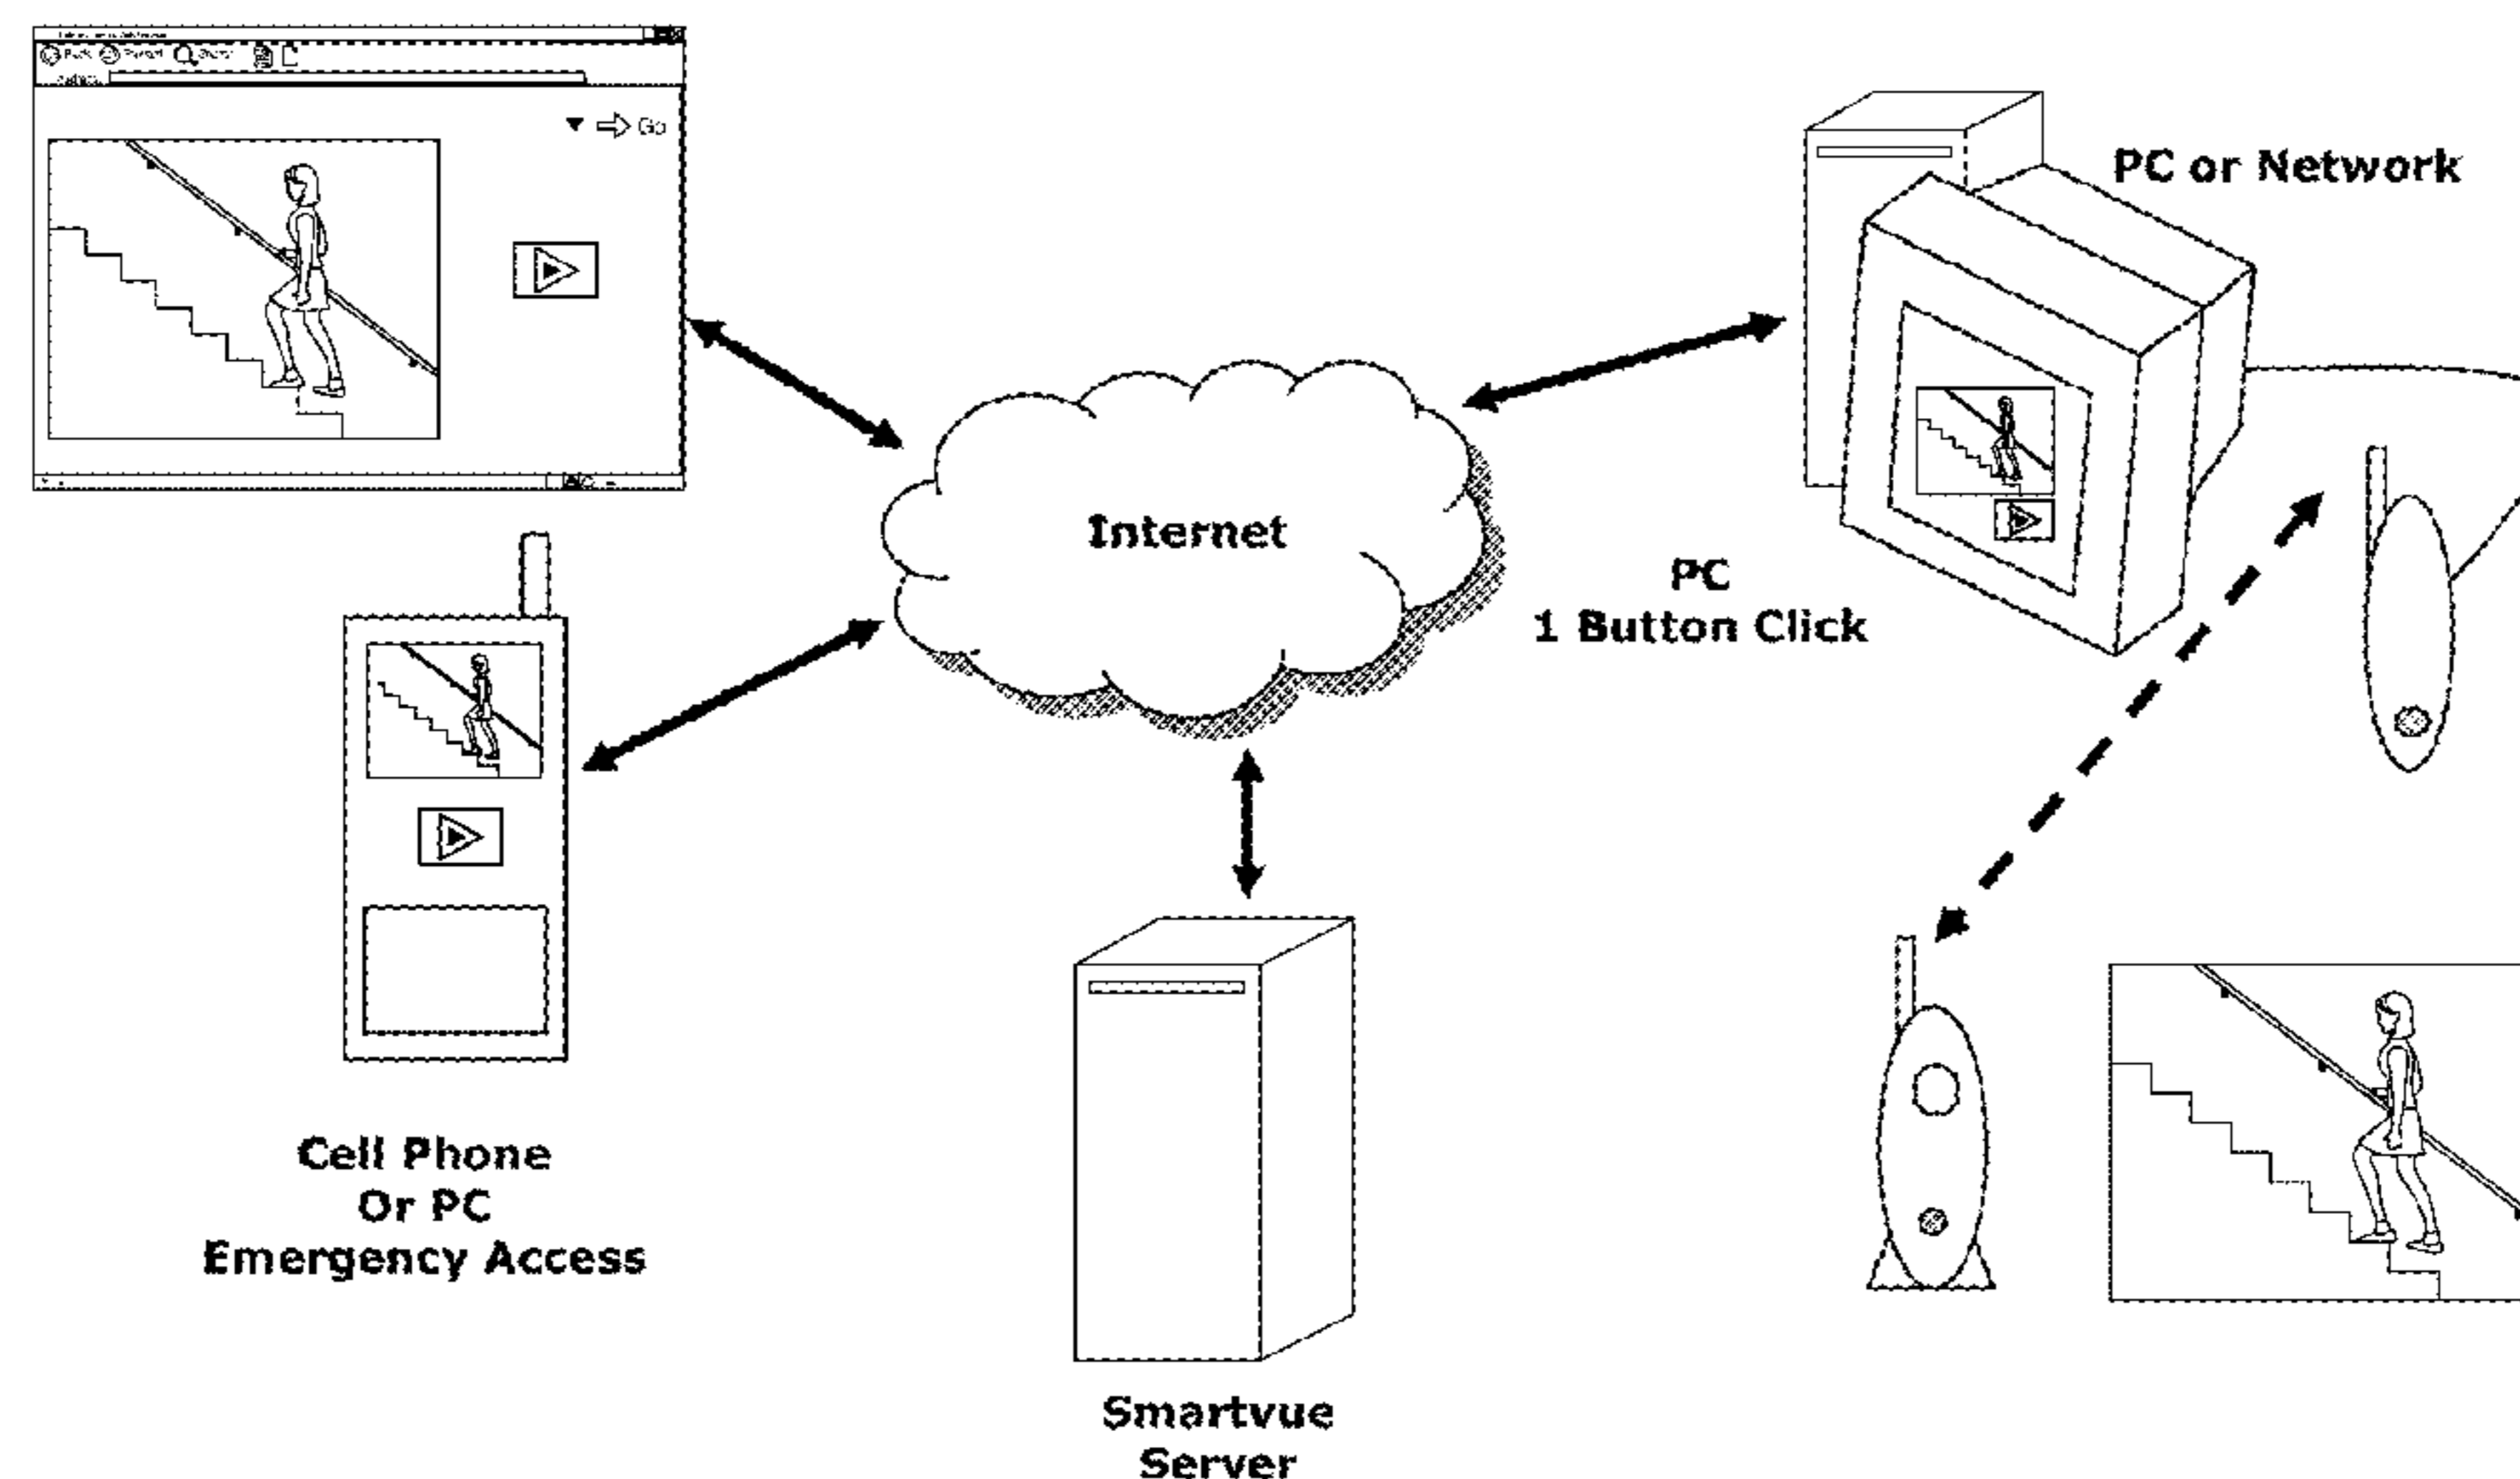 Go
PC or Network
Internet
PC
1 Button Click
Cell Phone
Or PC
Emergency Access
Smartvue
Server